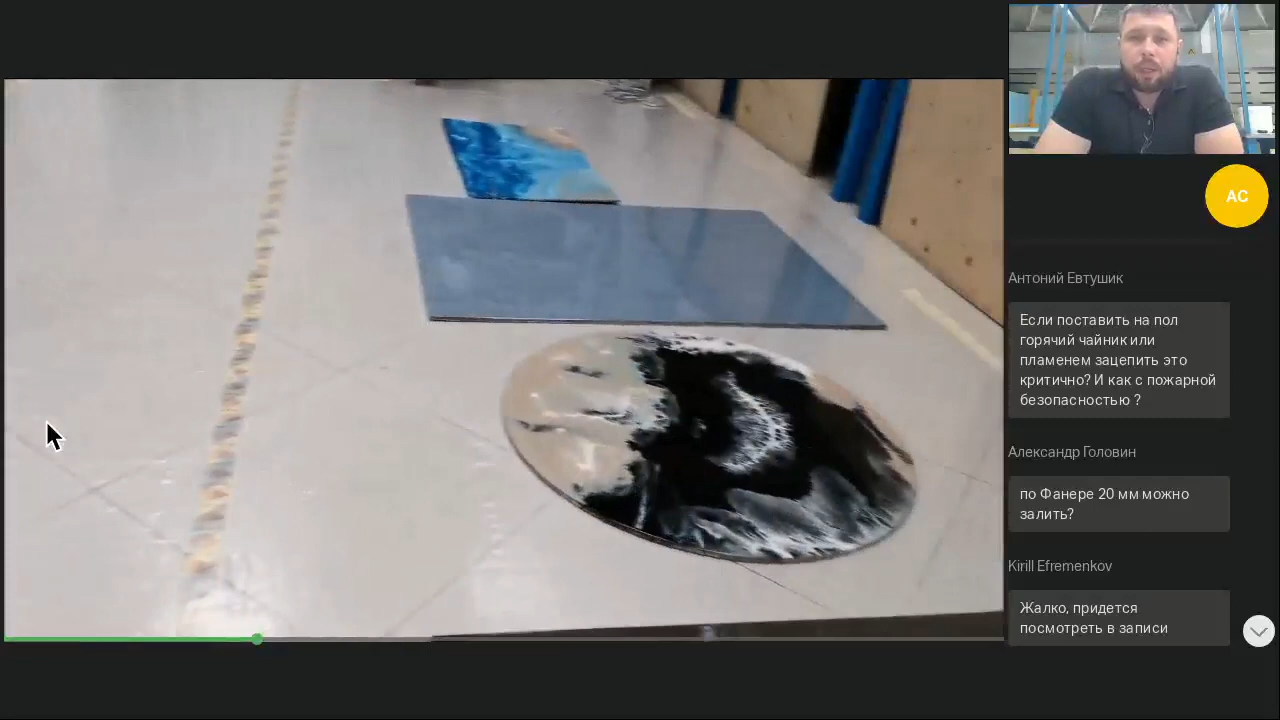 АС
Антоний Евтушик
Если поставить на пол
горячий чайник или
пламенем зацепить это
критично? И как с пожарной
безопасностью ?
Александр Головин
по Фанере 20 мм можно
залить?
Kirill Efremenkov
Жалко, придется
посмотреть в записи